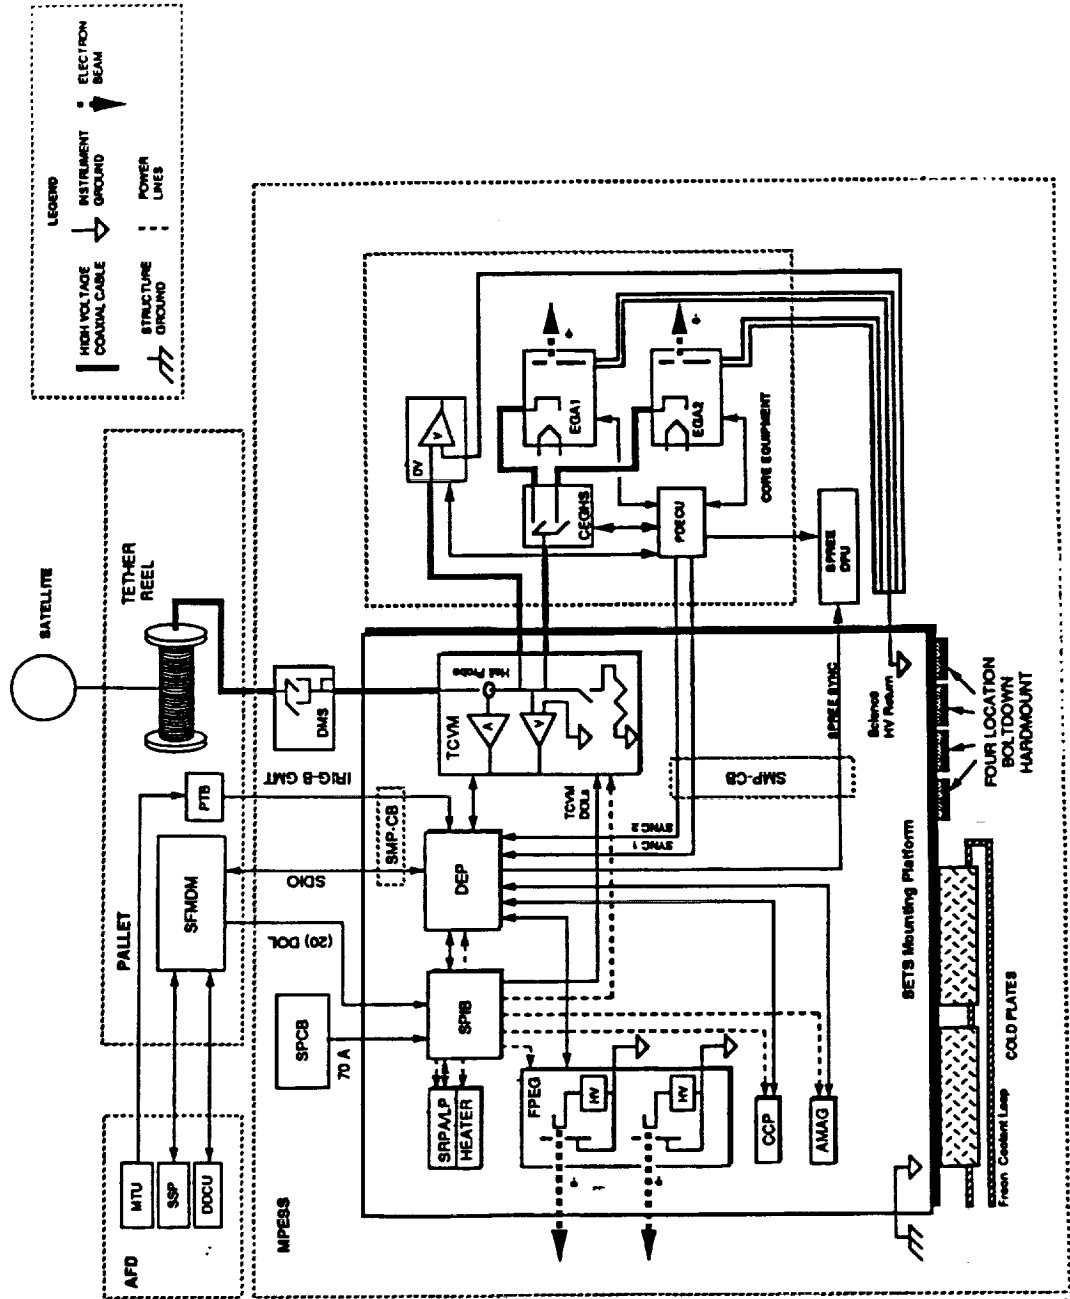 LEGEND
HIGH VOLTAGE
COAXIAL CABLE
INSTRUMENT
GROUND
ELECTRON
BEAM
STRUCTURE
GROUND
POWER
LINES
SATELLITE
TETHER
REEL
PALLET
AFD
MTU
SSP
DDCU
SFMDM
PTB
MPESS
SPCB
70 A
(20) DOL
SDIO
IRIG-B GMT
SMP-CB
DMS
TCVM
Hall Probe
A
V
DV
V
CEGHS
EGA1
e-
EGA2
e-
PDECU
CORE EQUIPMENT
SPREE
DPU
SPREE SYNC
SMP-CB
SYNC 2
SYNC 1
TCVM
DOLs
DEP
SPIB
SRPA/LP
HEATER
FPEG
HV
HV
e-
e-
CCP
AMAG
SETS Mounting Platform
Science
HV Return
FOUR LOCATION
BOLTDOWN
HARDMOUNT
COLD PLATES
Freon Coolant Loop